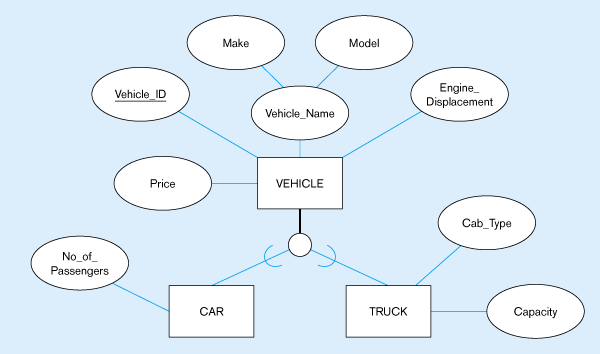 Make
Model
Vehicle_ID
Engine_
Displacement
Vehicle_Name
Price
VEHICLE
Cab_Type
No_of_
Passengers
CAR
TRUCK
Capacity